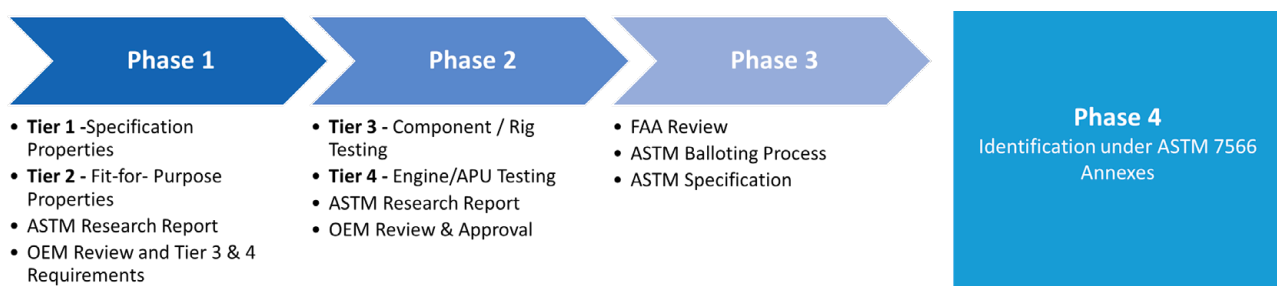 Phase 1
• Tier 1 -Specification
Properties
• Tier 2 - Fit-for- Purpose
Properties
• ASTM Research Report
• OEM Review and Tier 3 & 4
Requirements
Phase 2
• Tier 3 - Component / Rig
Testing
• Tier 4 - Engine/APU Testing
• ASTM Research Report
• OEM Review & Approval
Phase 3
• FAA Review
• ASTM Balloting Process
• ASTM Specification
Phase 4
Identification under ASTM 7566
Annexes